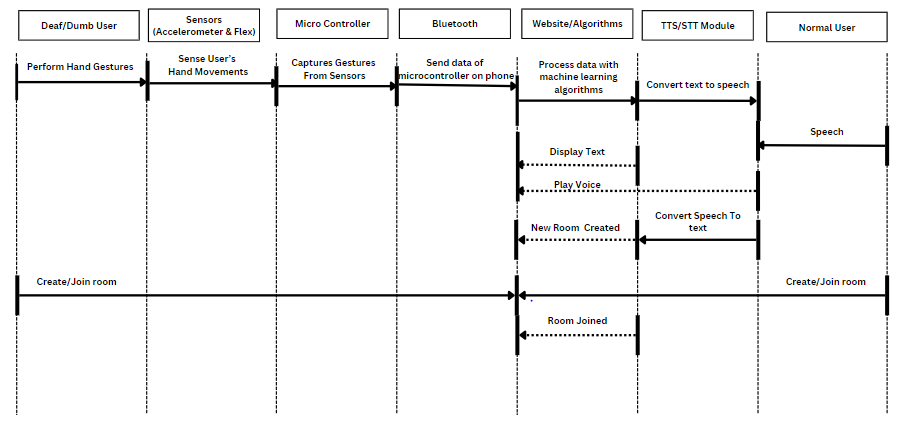 Deaf/Dumb User
Sensors
(Accelerometer & Flex)
Micro Controller
Bluetooth
Website/Algorithms
TTS/STT Module
Normal User
Perform Hand Gestures
Sense User's
Hand Movements
Captures Gestures
From Sensors
Send data of
microcontroller on phone
Process data with
machine learning
algorithms
Convert text to speech
Speech
Display Text
Play Voice
New Room Created
Convert Speech To
text
Create/Join room
Create/Join room
Room Joined